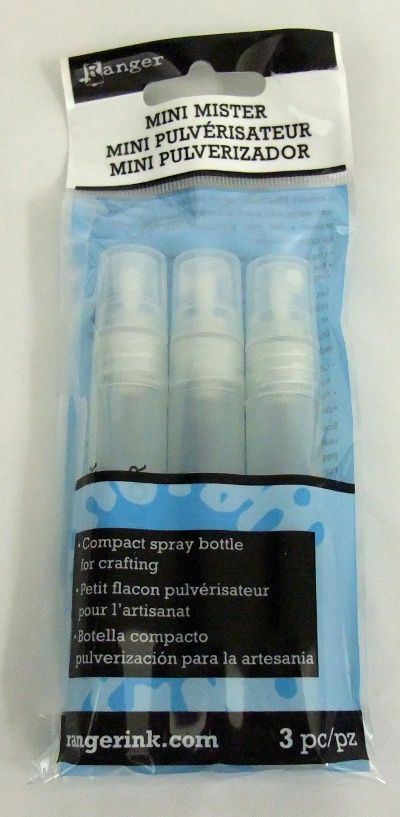 Ranger
MINI MISTER
MINI PULVÉRISATEUR
MINI PULVERIZADOR
• Compact spray bottle
for crafting
• Petit flacon pulvérisateur
pour l'artisanat
• Botella compacto
pulverización para la artesanía
rangerink.com 3 pc/pz